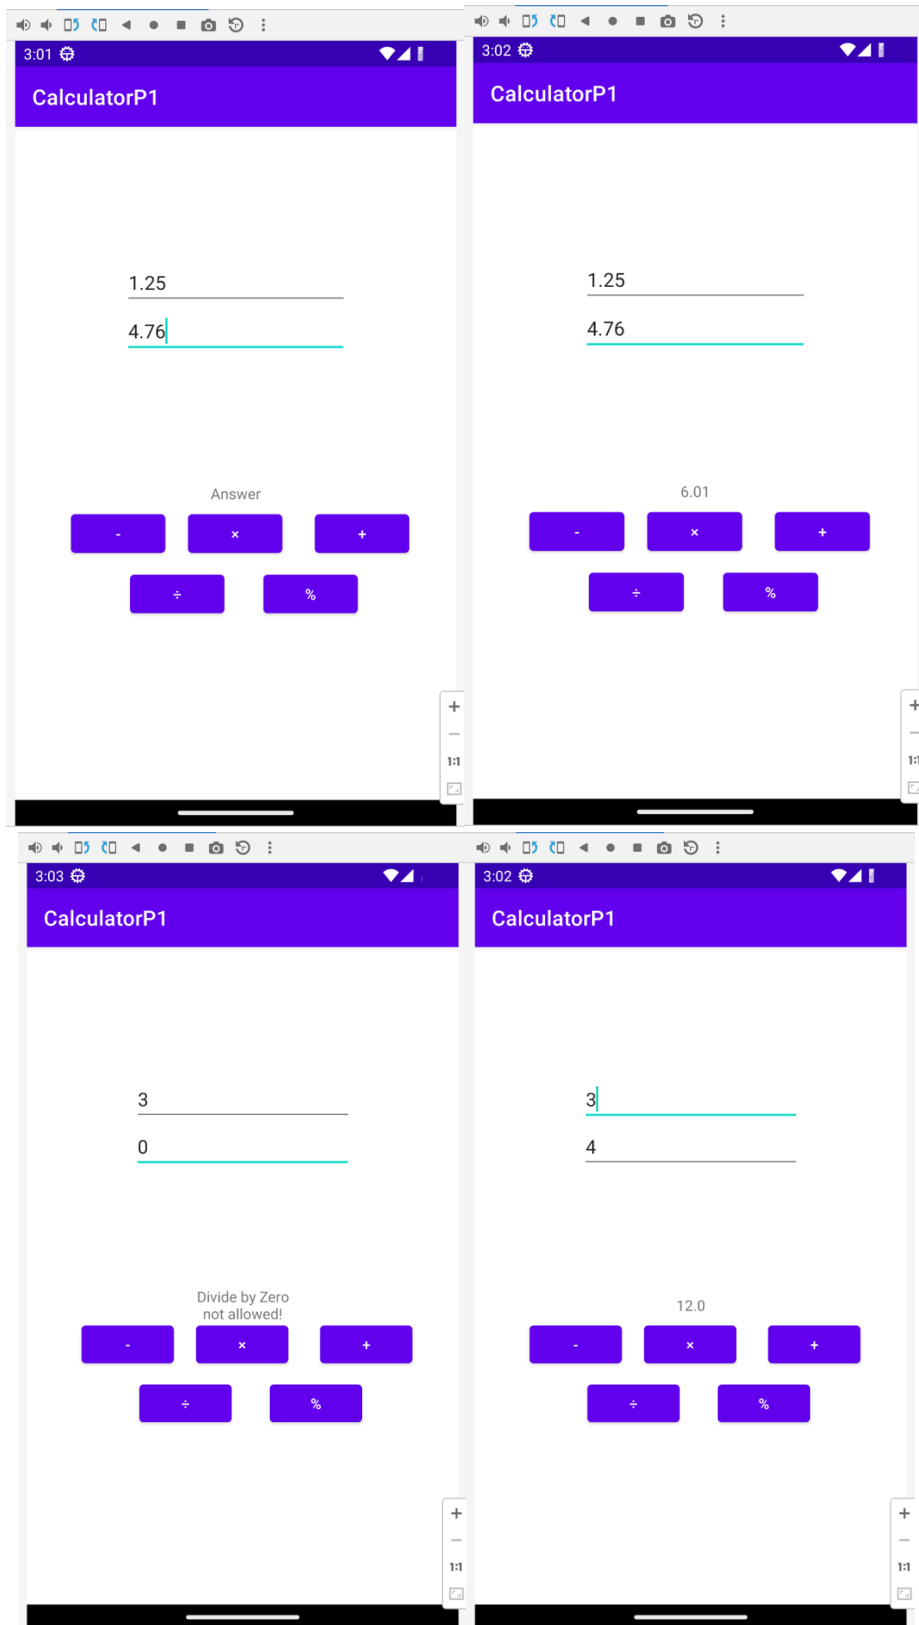 3:01
CalculatorP1
1.25
4.76
Answer
- × +
÷ %
+
−
1:1
3:02
CalculatorP1
1.25
4.76
6.01
- × +
÷ %
+
−
1:1
3:03
CalculatorP1
3
0
Divide by Zero
not allowed!
- × +
÷ %
+
−
1:1
3:02
CalculatorP1
3
4
12.0
- × +
÷ %
+
−
1:1